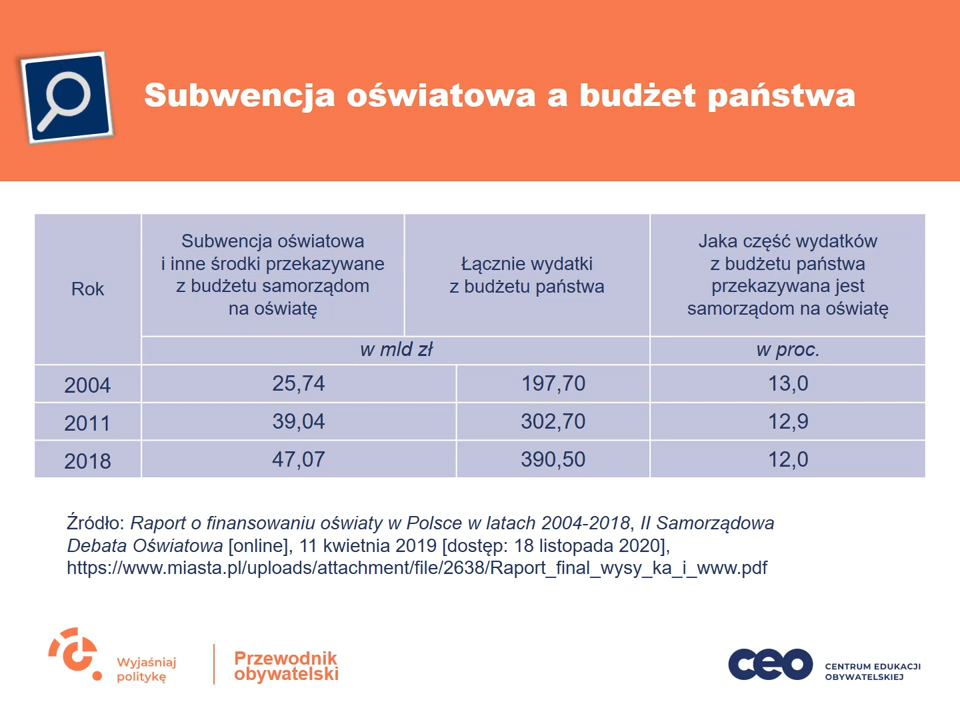 Subwencja oświatowa a budżet państwa
Rok
Subwencja oświatowa
i inne środki przekazywane
z budżetu samorządom
na oświatę
Łącznie wydatki
z budżetu państwa
Jaka część wydatków
z budżetu państwa
przekazywana jest
samorządom na oświatę
w mld zł
w proc.
2004 25,74 197,70 13,0
2011 39,04 302,70 12,9
2018 47,07 390,50 12,0
Źródło: Raport o finansowaniu oświaty w Polsce w latach 2004-2018, II Samorządowa
Debata Oświatowa [online], 11 kwietnia 2019 [dostęp: 18 listopada 2020],
https://www.miasta.pl/uploads/attachment/file/2638/Raport_final_wysy_ka_i_www.pdf
Wyjaśniaj
politykę
Przewodnik
obywatelski
ceo
CENTRUM EDUKACJI
OBYWATELSKIEJ